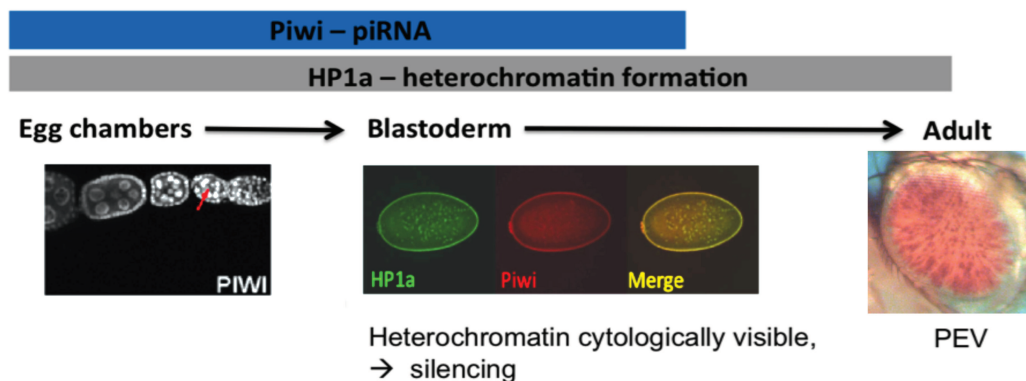 Piwi – piRNA
HP1a – heterochromatin formation
Egg chambers
Blastoderm
Adult
PIWI
HP1a
Piwi
Merge
Heterochromatin cytologically visible,
→ silencing
PEV